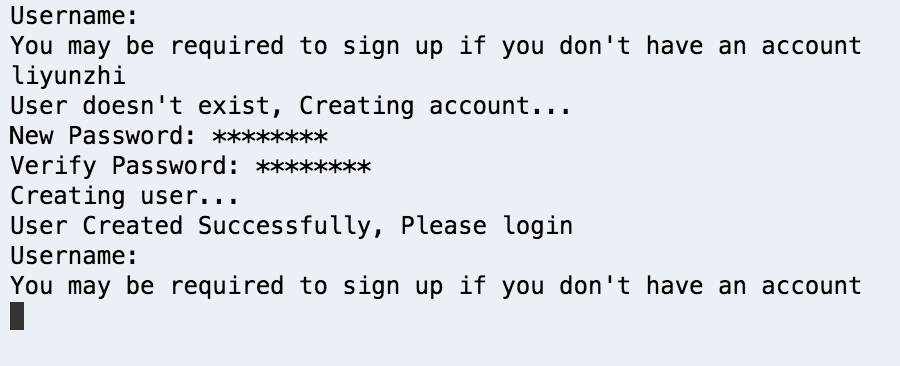 Username:
You may be required to sign up if you don't have an account
liyunzhi
User doesn't exist, Creating account...
New Password: ********
Verify Password: ********
Creating user...
User Created Successfully, Please login
Username:
You may be required to sign up if you don't have an account